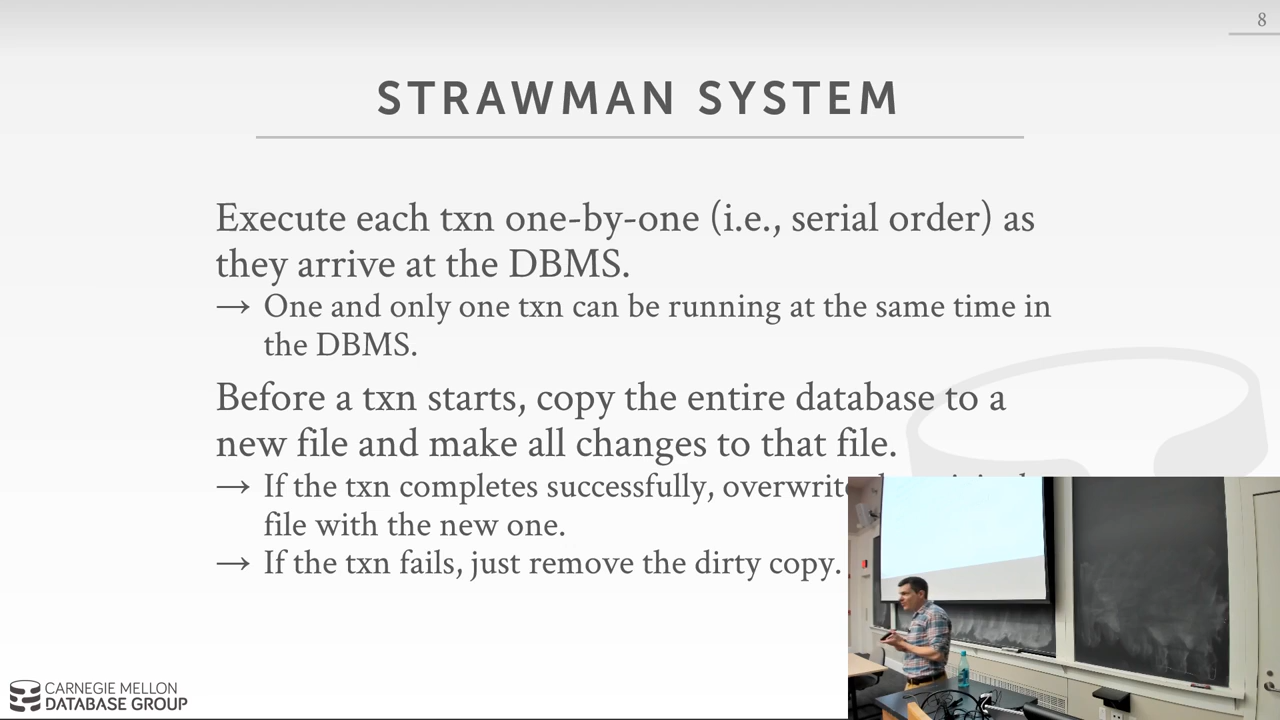 8
STRAWMAN SYSTEM
Execute each txn one-by-one (i.e., serial order) as
they arrive at the DBMS.
→ One and only one txn can be running at the same time in
the DBMS.
Before a txn starts, copy the entire database to a
new file and make all changes to that file.
→ If the txn completes successfully, overwrite
file with the new one.
→ If the txn fails, just remove the dirty copy.
CARNEGIE MELLON
DATABASE GROUP